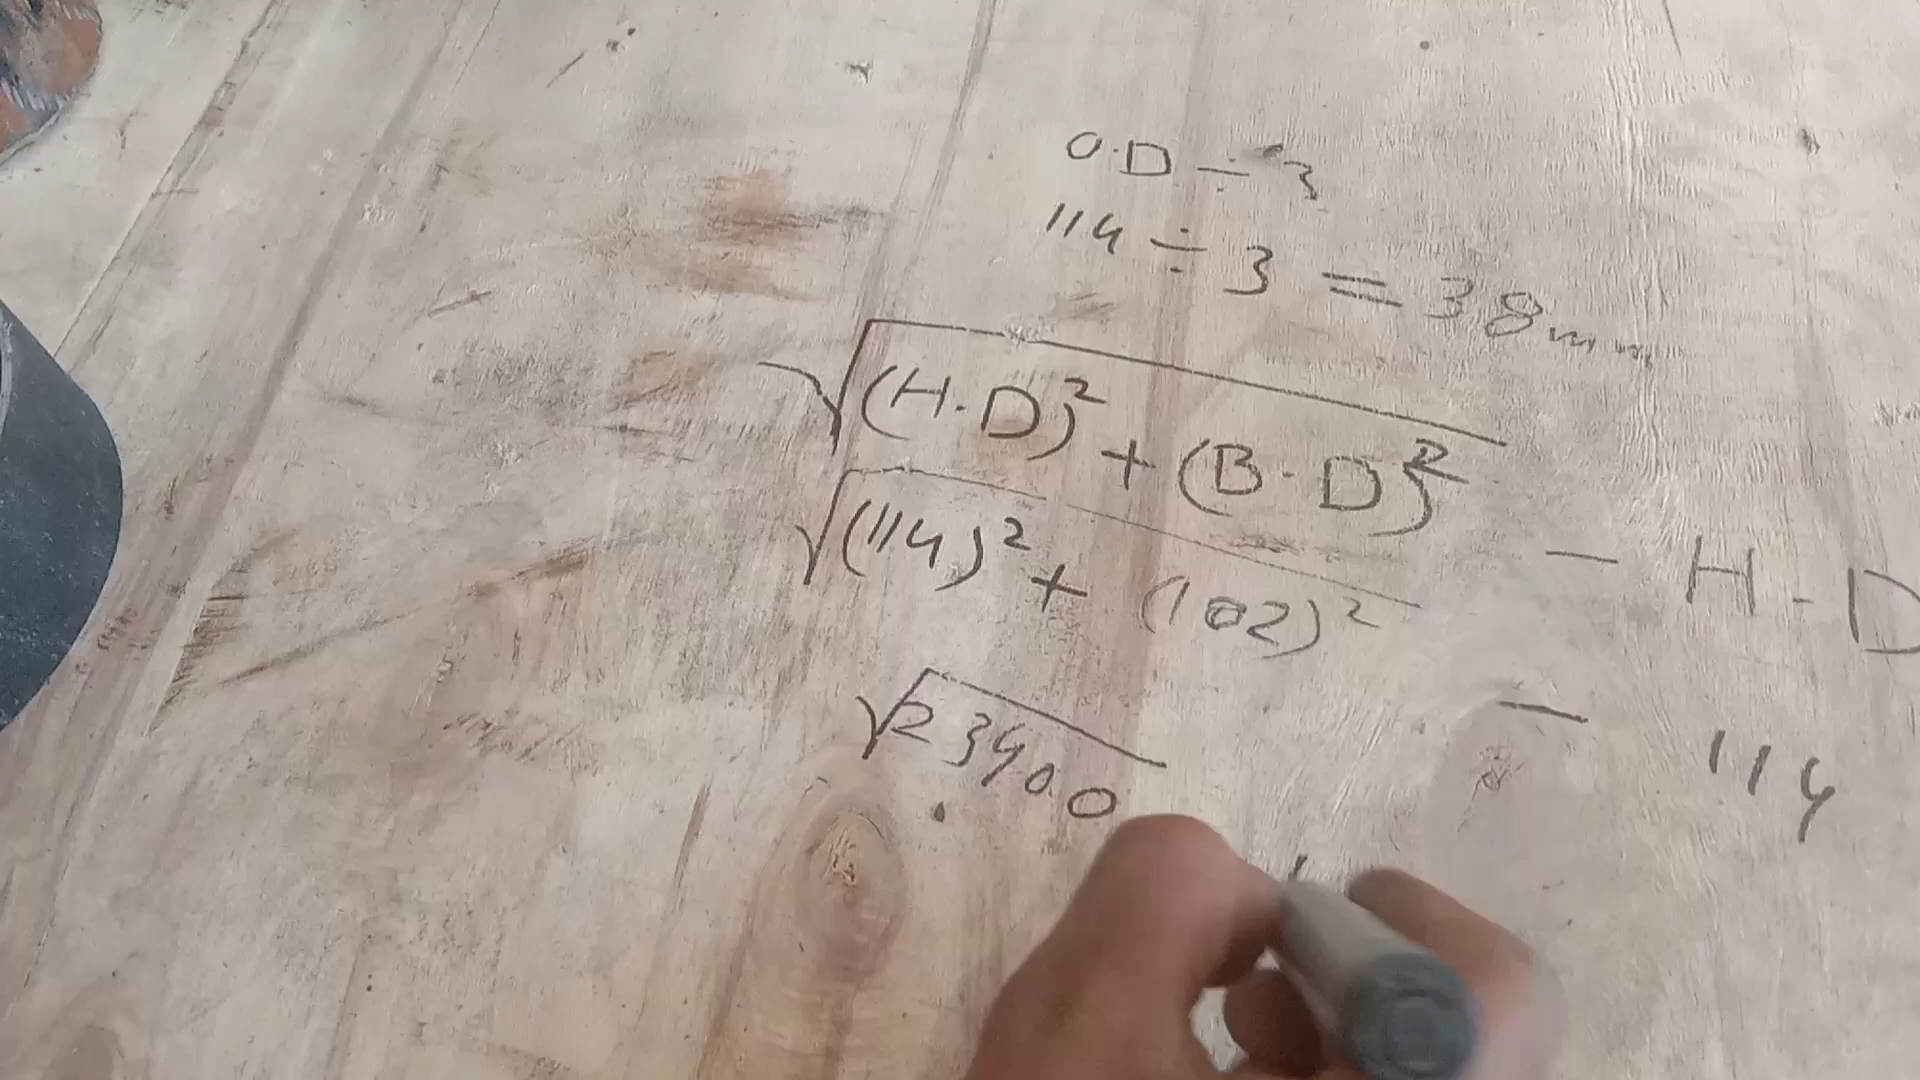 O.D ÷ 3
114 ÷ 3 = 38mm
√(H.D)² + (B.D)² - H.D
√(114)² + (102)² - 114
√23400